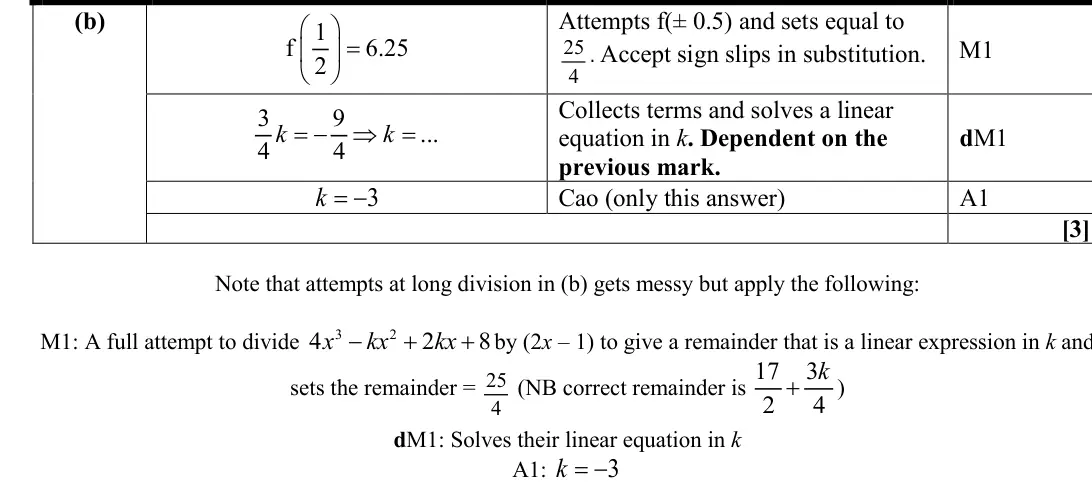 (b)
f(1/2) = 6.25
Attempts f(± 0.5) and sets equal to
25/4. Accept sign slips in substitution.
M1
3/4 k = −9/4 ⇒ k = ...
Collects terms and solves a linear
equation in k. Dependent on the
previous mark.
dM1
k = −3
Cao (only this answer)
A1
[3]
Note that attempts at long division in (b) gets messy but apply the following:
M1: A full attempt to divide 4x³ − kx² + 2kx + 8 by (2x – 1) to give a remainder that is a linear expression in k and
sets the remainder = 25/4 (NB correct remainder is 17/2 + 3k/4)
dM1: Solves their linear equation in k
A1: k = −3